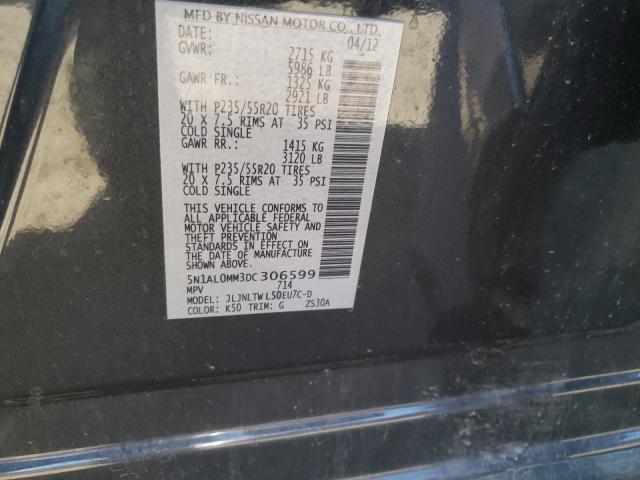 MFD BY NISSAN MOTOR CO., LTD.
DATE: 04/12
GVWR: 2715 KG
5986 LB
GAWR FR.: 1325 KG
2921 LB
WITH P235/55R20 TIRES
20 X 7.5 RIMS AT 35 PSI
COLD SINGLE
GAWR RR.: 1415 KG
3120 LB
WITH P235/55R20 TIRES
20 X 7.5 RIMS AT 35 PSI
COLD SINGLE
THIS VEHICLE CONFORMS TO
ALL APPLICABLE FEDERAL
MOTOR VEHICLE SAFETY AND
THEFT PREVENTION
STANDARDS IN EFFECT ON
THE DATE OF MANUFACTURE
SHOWN ABOVE.
5N1AL0MM3DC306599
MPV 714
MODEL: JLJNLTWL50EU7C-D
COLOR: K50 TRIM: G ZS30A